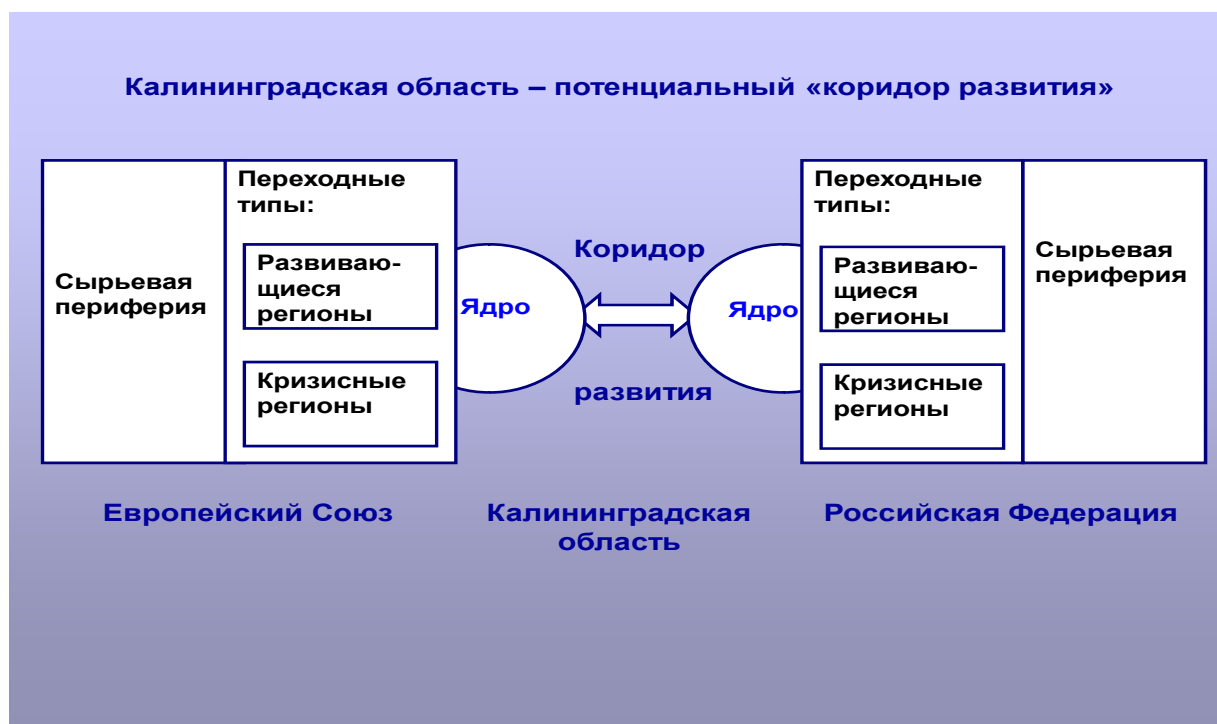 Калининградская область – потенциальный «коридор развития»
Сырьевая
периферия
Переходные
типы:
Развиваю-
щиеся
регионы
Кризисные
регионы
Ядро
Коридор
развития
Ядро
Переходные
типы:
Развиваю-
щиеся
регионы
Кризисные
регионы
Сырьевая
периферия
Европейский Союз
Калининградская
область
Российская Федерация